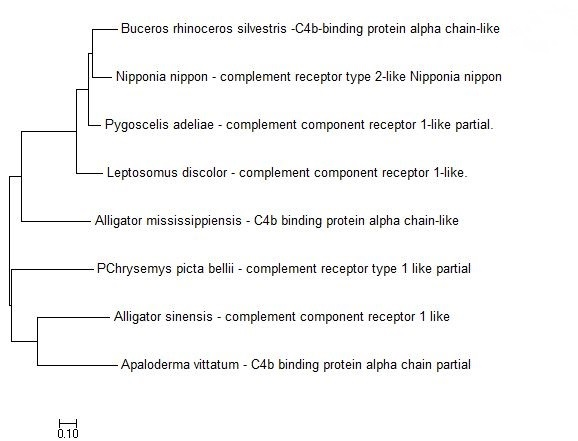 Buceros rhinoceros silvestris -C4b-binding protein alpha chain-like
Nipponia nippon - complement receptor type 2-like Nipponia nippon
Pygoscelis adeliae - complement component receptor 1-like partial.
Leptosomus discolor - complement component receptor 1-like.
Alligator mississippiensis - C4b binding protein alpha chain-like
PChrysemys picta bellii - complement receptor type 1 like partial
Alligator sinensis - complement component receptor 1 like
Apaloderma vittatum - C4b binding protein alpha chain partial
0.10